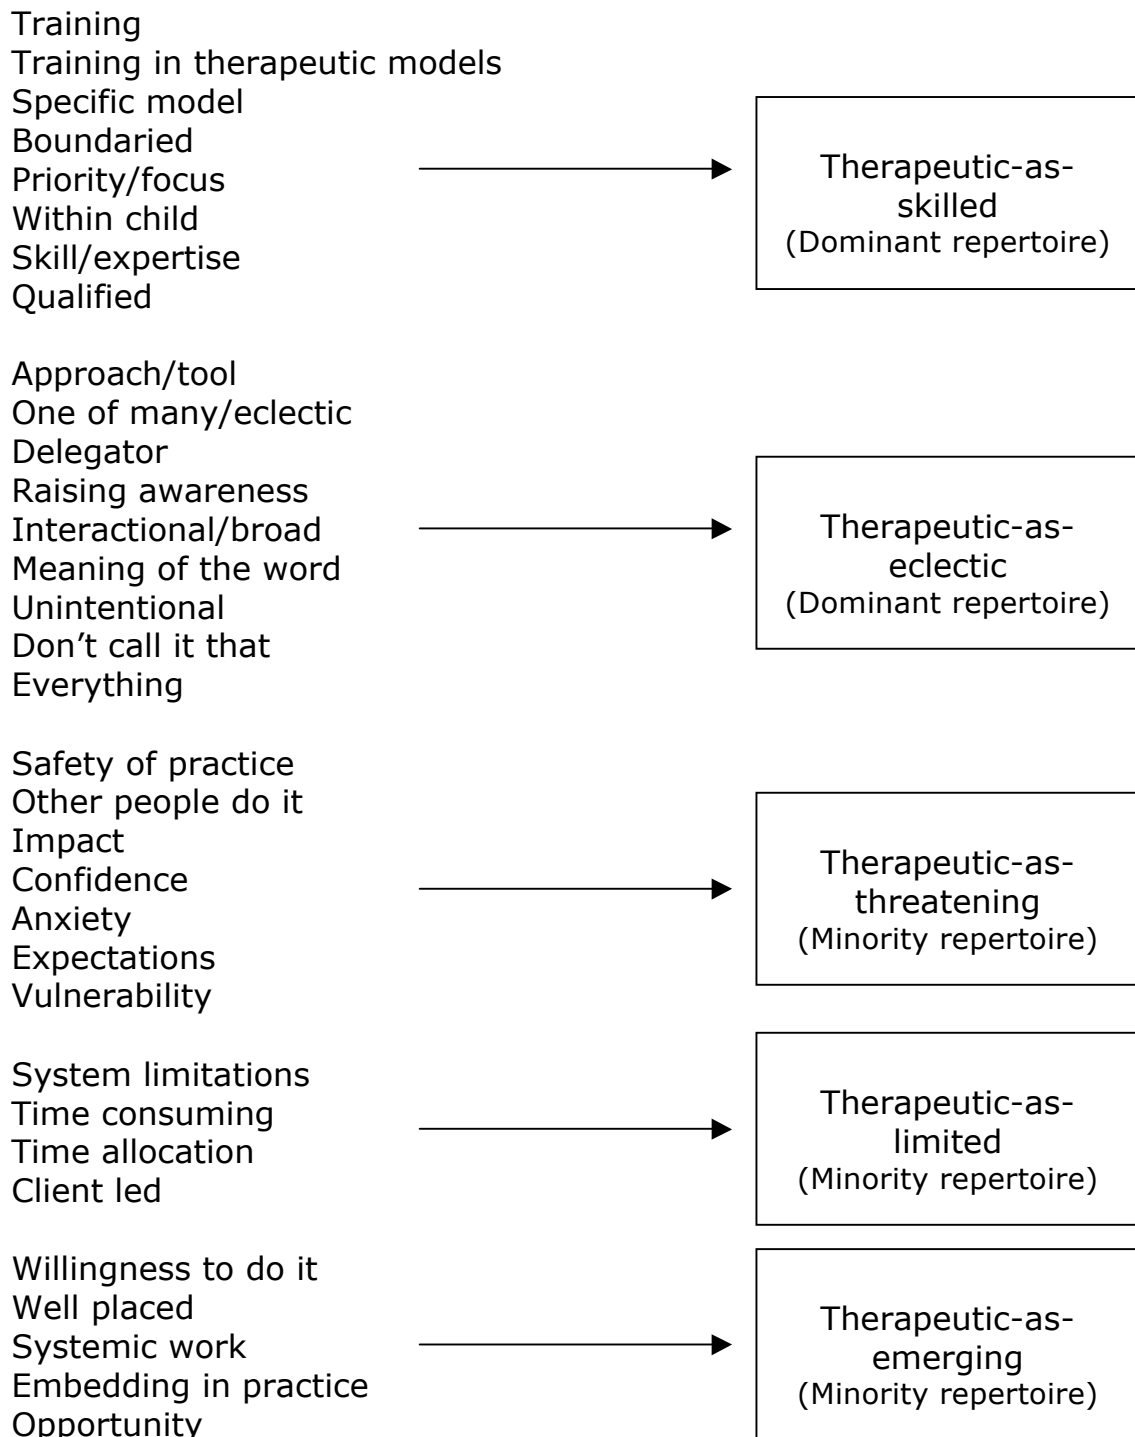 Training
Training in therapeutic models
Specific model
Boundaried
Priority/focus
Within child
Skill/expertise
Qualified
Therapeutic-as-
skilled
(Dominant repertoire)
Approach/tool
One of many/eclectic
Delegator
Raising awareness
Interactional/broad
Meaning of the word
Unintentional
Don’t call it that
Everything
Therapeutic-as-
eclectic
(Dominant repertoire)
Safety of practice
Other people do it
Impact
Confidence
Anxiety
Expectations
Vulnerability
Therapeutic-as-
threatening
(Minority repertoire)
System limitations
Time consuming
Time allocation
Client led
Therapeutic-as-
limited
(Minority repertoire)
Willingness to do it
Well placed
Systemic work
Embedding in practice
Opportunity
Therapeutic-as-
emerging
(Minority repertoire)